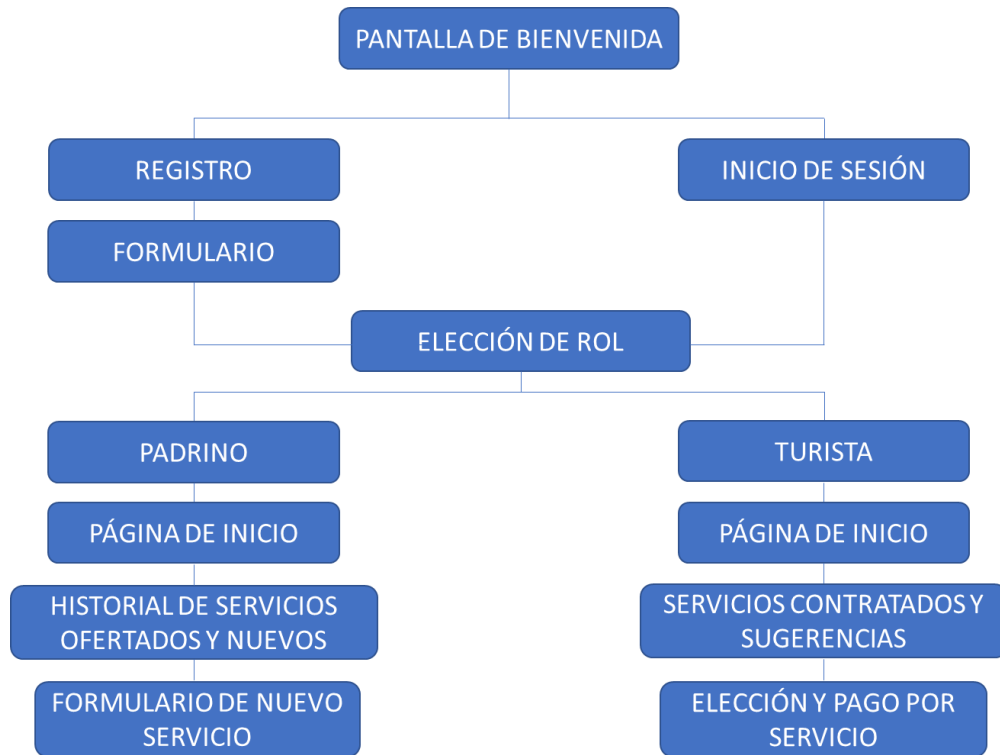 PANTALLA DE BIENVENIDA
REGISTRO
INICIO DE SESIÓN
FORMULARIO
ELECCIÓN DE ROL
PADRINO
TURISTA
PÁGINA DE INICIO
PÁGINA DE INICIO
HISTORIAL DE SERVICIOS
OFERTADOS Y NUEVOS
SERVICIOS CONTRATADOS Y
SUGERENCIAS
FORMULARIO DE NUEVO
SERVICIO
ELECCIÓN Y PAGO POR
SERVICIO